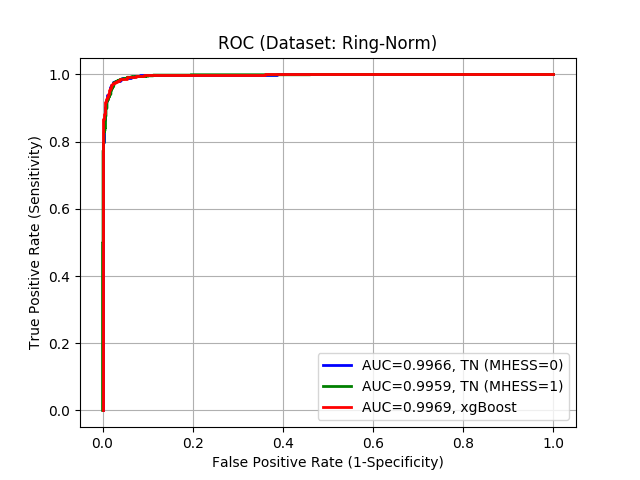 ROC (Dataset: Ring-Norm)
True Positive Rate (Sensitivity)
1.0
0.8
0.6
0.4
0.2
0.0
AUC=0.9966, TN (MHESS=0)
AUC=0.9959, TN (MHESS=1)
AUC=0.9969, xgBoost
0.0 0.2 0.4 0.6 0.8 1.0
False Positive Rate (1-Specificity)